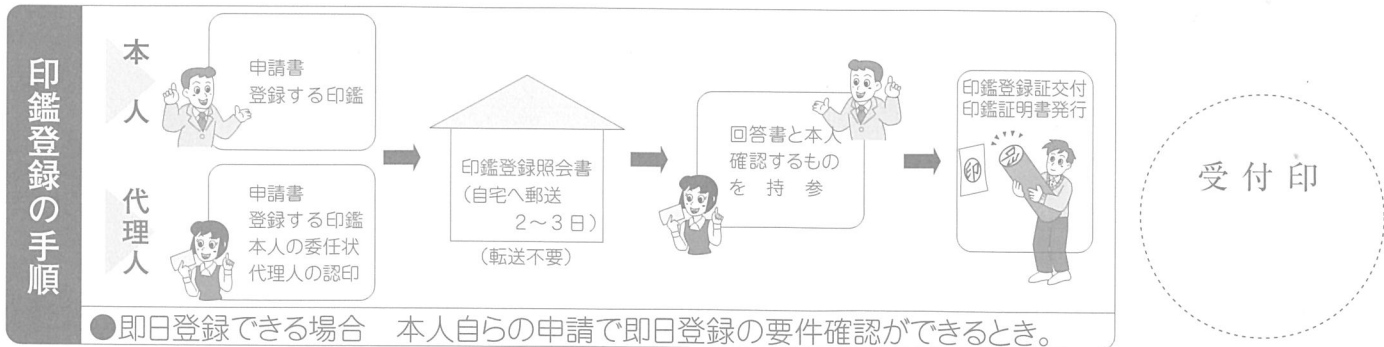 印鑑登録の手順
本人
申請書
登録する印鑑
代理人
申請書
登録する印鑑
本人の委任状
代理人の認印
印鑑登録照会書
(自宅へ郵送
2〜3日)
(転送不要)
回答書と本人
確認するもの
を持参
印鑑登録証交付
印鑑証明書発行
印
●即日登録できる場合 本人自らの申請で即日登録の要件確認ができるとき。
受付印